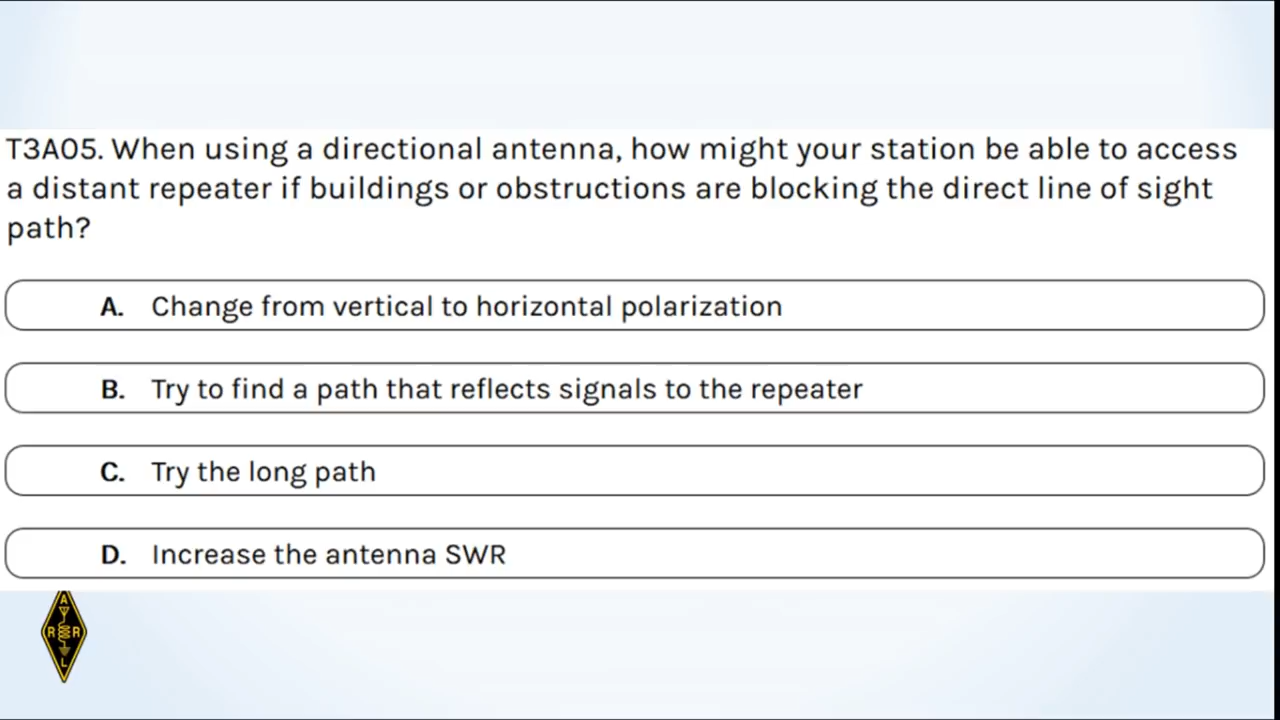 T3A05. When using a directional antenna, how might your station be able to access
a distant repeater if buildings or obstructions are blocking the direct line of sight
path?
A. Change from vertical to horizontal polarization
B. Try to find a path that reflects signals to the repeater
C. Try the long path
D. Increase the antenna SWR
A
R R
L